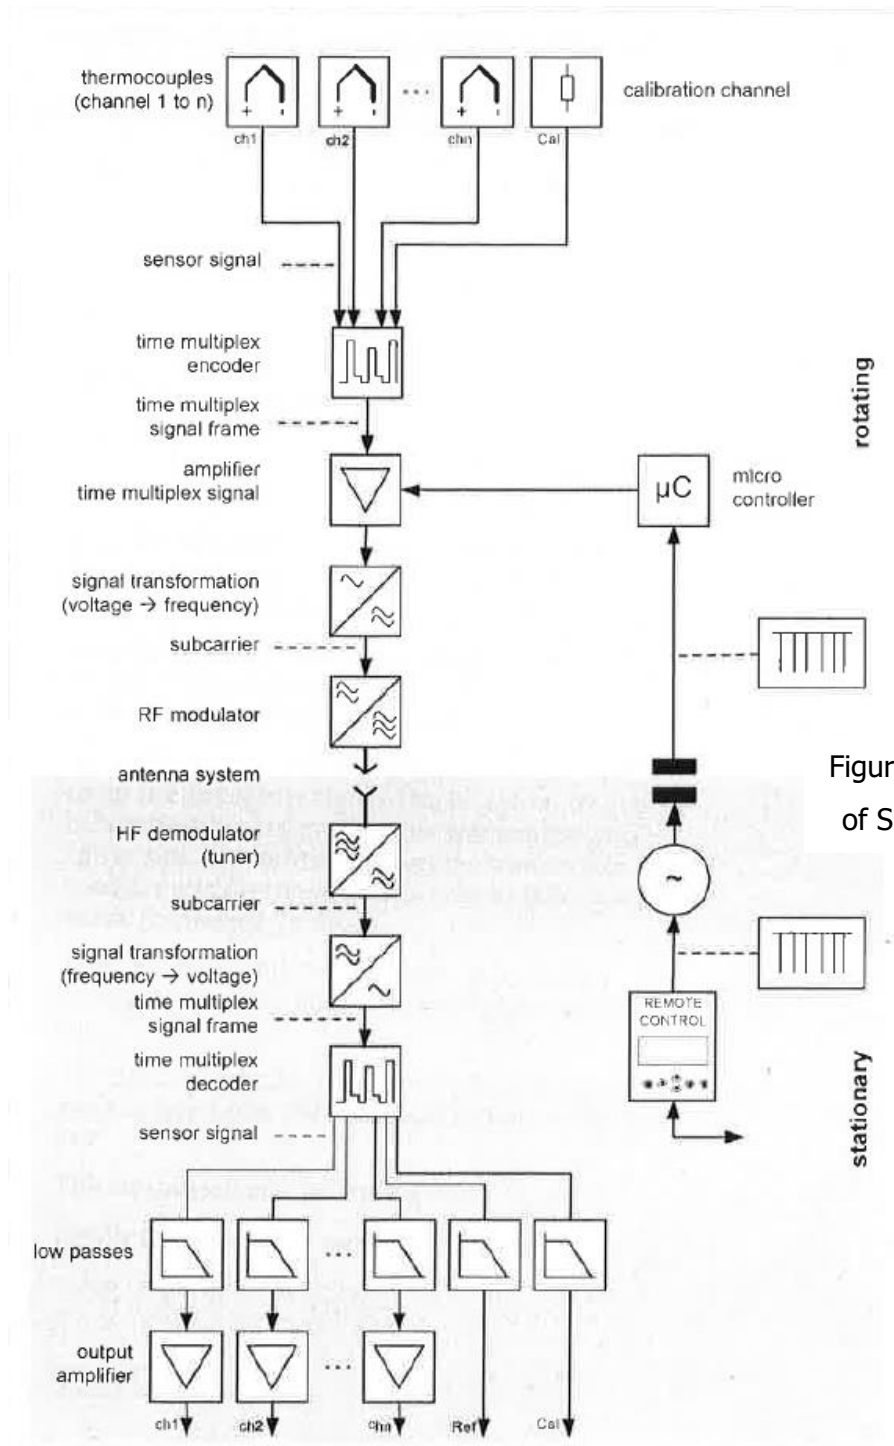 thermocouples
(channel 1 to n)
+ -
+ -
...
+ -
calibration channel
ch1
ch2
chn
Cal
sensor signal
time multiplex
encoder
time multiplex
signal frame
rotating
amplifier
time multiplex signal
µC
micro
controller
signal transformation
(voltage → frequency)
subcarrier
RF modulator
antenna system
Figur
of S
HF demodulator
(tuner)
~
subcarrier
signal transformation
(frequency → voltage)
REMOTE
CONTROL
time multiplex
signal frame
time multiplex
decoder
stationary
sensor signal
low passes
...
output
amplifier
...
ch1
ch2
chn
Ref
Cal